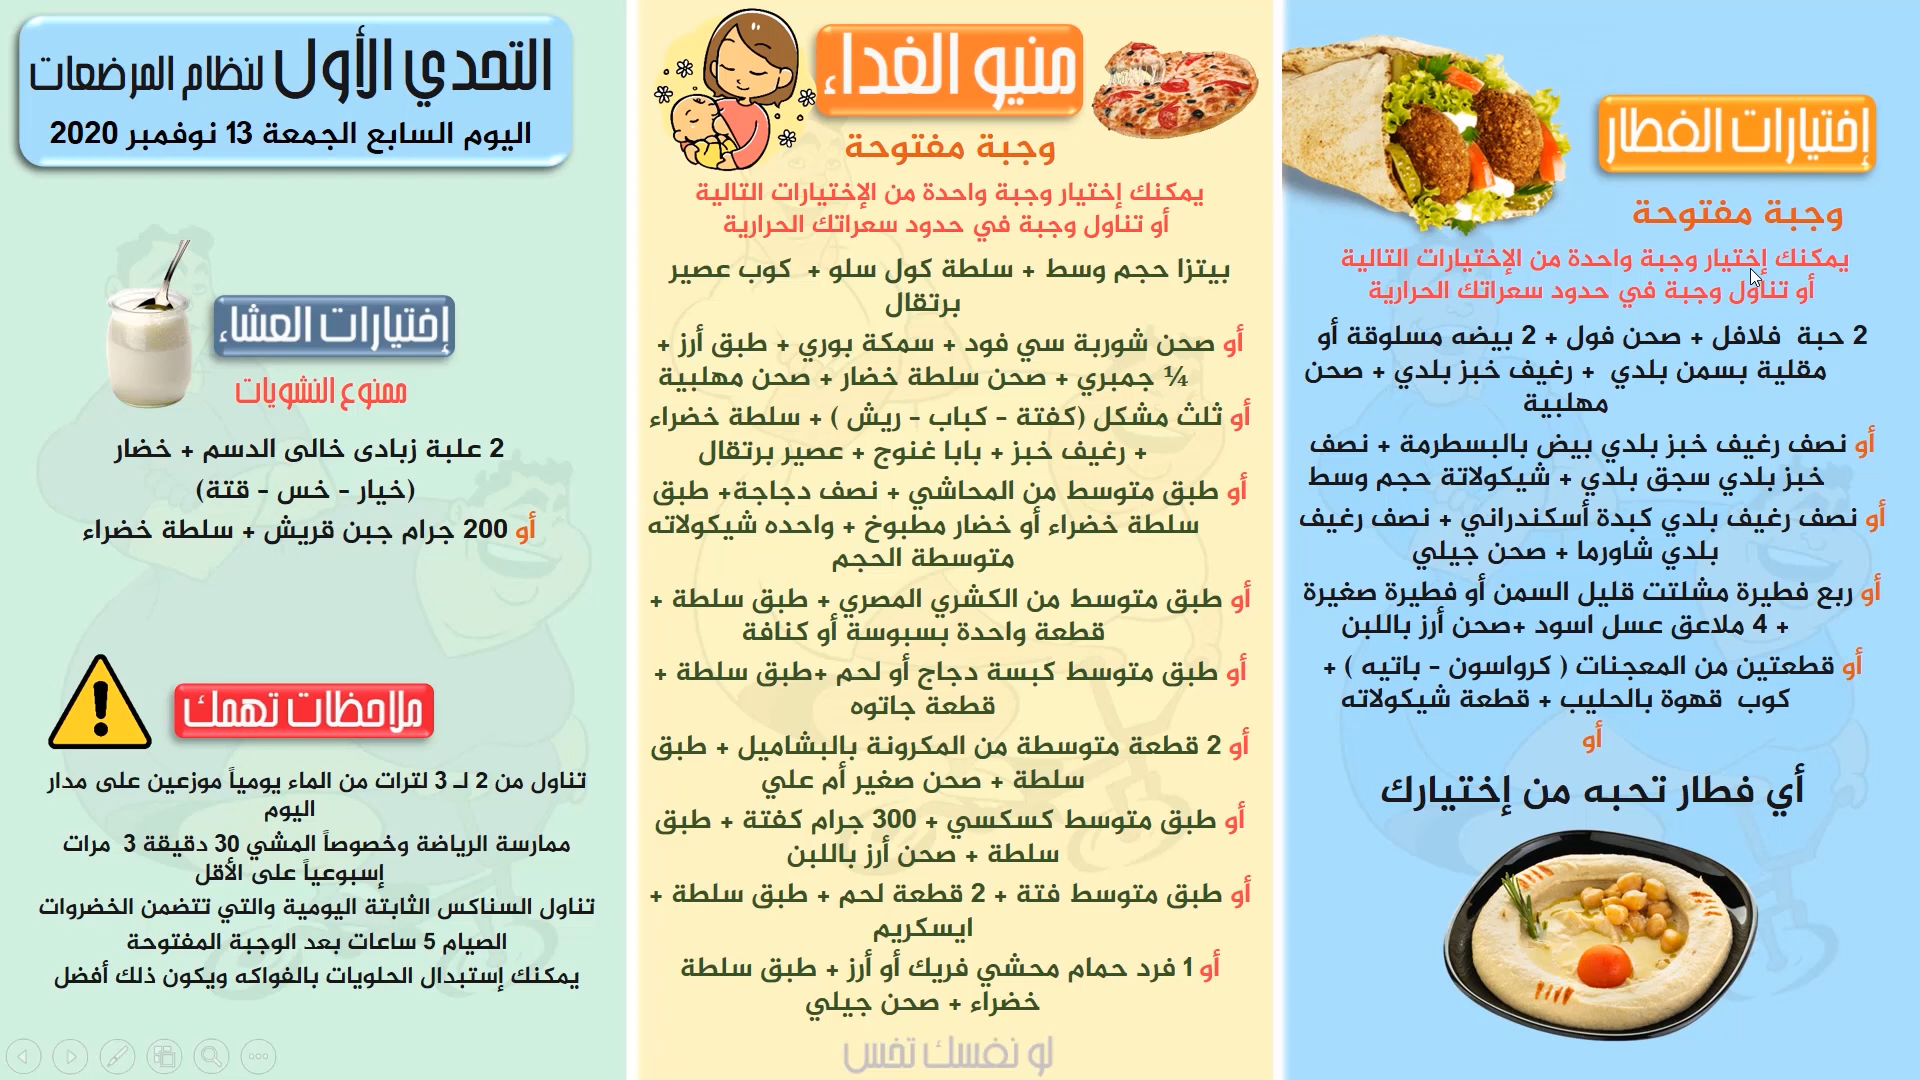 إختيارات الفطار
وجبة مفتوحة
يمكنك إختيار وجبة واحدة من الإختيارات التالية
أو تناول وجبة في حدود سعراتك الحرارية
2 حبة فلافل + صحن فول + 2 بيضه مسلوقة أو
مقلية بسمن بلدي + رغيف خبز بلدي + صحن
مهلبية
أو نصف رغيف خبز بلدي بيض بالبسطرمة + نصف
خبز بلدي سجق بلدي + شيكولاتة حجم وسط
أو نصف رغيف بلدي كبدة أسكندراني + نصف رغيف
بلدي شاورما + صحن جيلي
أو ربع فطيرة مشلتت قليل السمن أو فطيرة صغيرة
+ 4 ملاعق عسل اسود +صحن أرز باللبن
أو قطعتين من المعجنات ( كرواسون - باتيه ) +
كوب قهوة بالحليب + قطعة شيكولاته
أو
أي فطار تحبه من إختيارك
منيو الغداء
وجبة مفتوحة
يمكنك إختيار وجبة واحدة من الإختيارات التالية
أو تناول وجبة في حدود سعراتك الحرارية
بيتزا حجم وسط + سلطة كول سلو + كوب عصير
برتقال
أو صحن شوربة سي فود + سمكة بوري + طبق أرز +
¼ جمبري + صحن سلطة خضار + صحن مهلبية
أو ثلث مشكل (كفتة - كباب - ريش ) + سلطة خضراء
+ رغيف خبز + بابا غنوج + عصير برتقال
أو طبق متوسط من المحاشي + نصف دجاجة+ طبق
سلطة خضراء أو خضار مطبوخ + واحده شيكولاته
متوسطة الحجم
أو طبق متوسط من الكشري المصري + طبق سلطة +
قطعة واحدة بسبوسة أو كنافة
أو طبق متوسط كبسة دجاج أو لحم +طبق سلطة +
قطعة جاتوه
أو 2 قطعة متوسطة من المكرونة بالبشاميل + طبق
سلطة + صحن صغير أم علي
أو طبق متوسط كسكسي + 300 جرام كفتة + طبق
سلطة + صحن أرز باللبن
أو طبق متوسط فتة + 2 قطعة لحم + طبق سلطة +
ايسكريم
أو 1 فرد حمام محشي فريك أو أرز + طبق سلطة
خضراء + صحن جيلي
لو نفسك تخس
التحدي الأول لنظام المرضعات
اليوم السابع الجمعة 13 نوفمبر 2020
إختيارات العشاء
ممنوع النشويات
2 علبة زبادى خالى الدسم + خضار
(خيار - خس - قتة)
أو 200 جرام جبن قريش + سلطة خضراء
ملاحظات تهمك
تناول من 2 لـ 3 لترات من الماء يومياً موزعين على مدار
اليوم
ممارسة الرياضة وخصوصاً المشي 30 دقيقة 3 مرات
إسبوعياً على الأقل
تناول السناكس الثابتة اليومية والتي تتضمن الخضروات
الصيام 5 ساعات بعد الوجبة المفتوحة
يمكنك إستبدال الحلويات بالفواكه ويكون ذلك أفضل